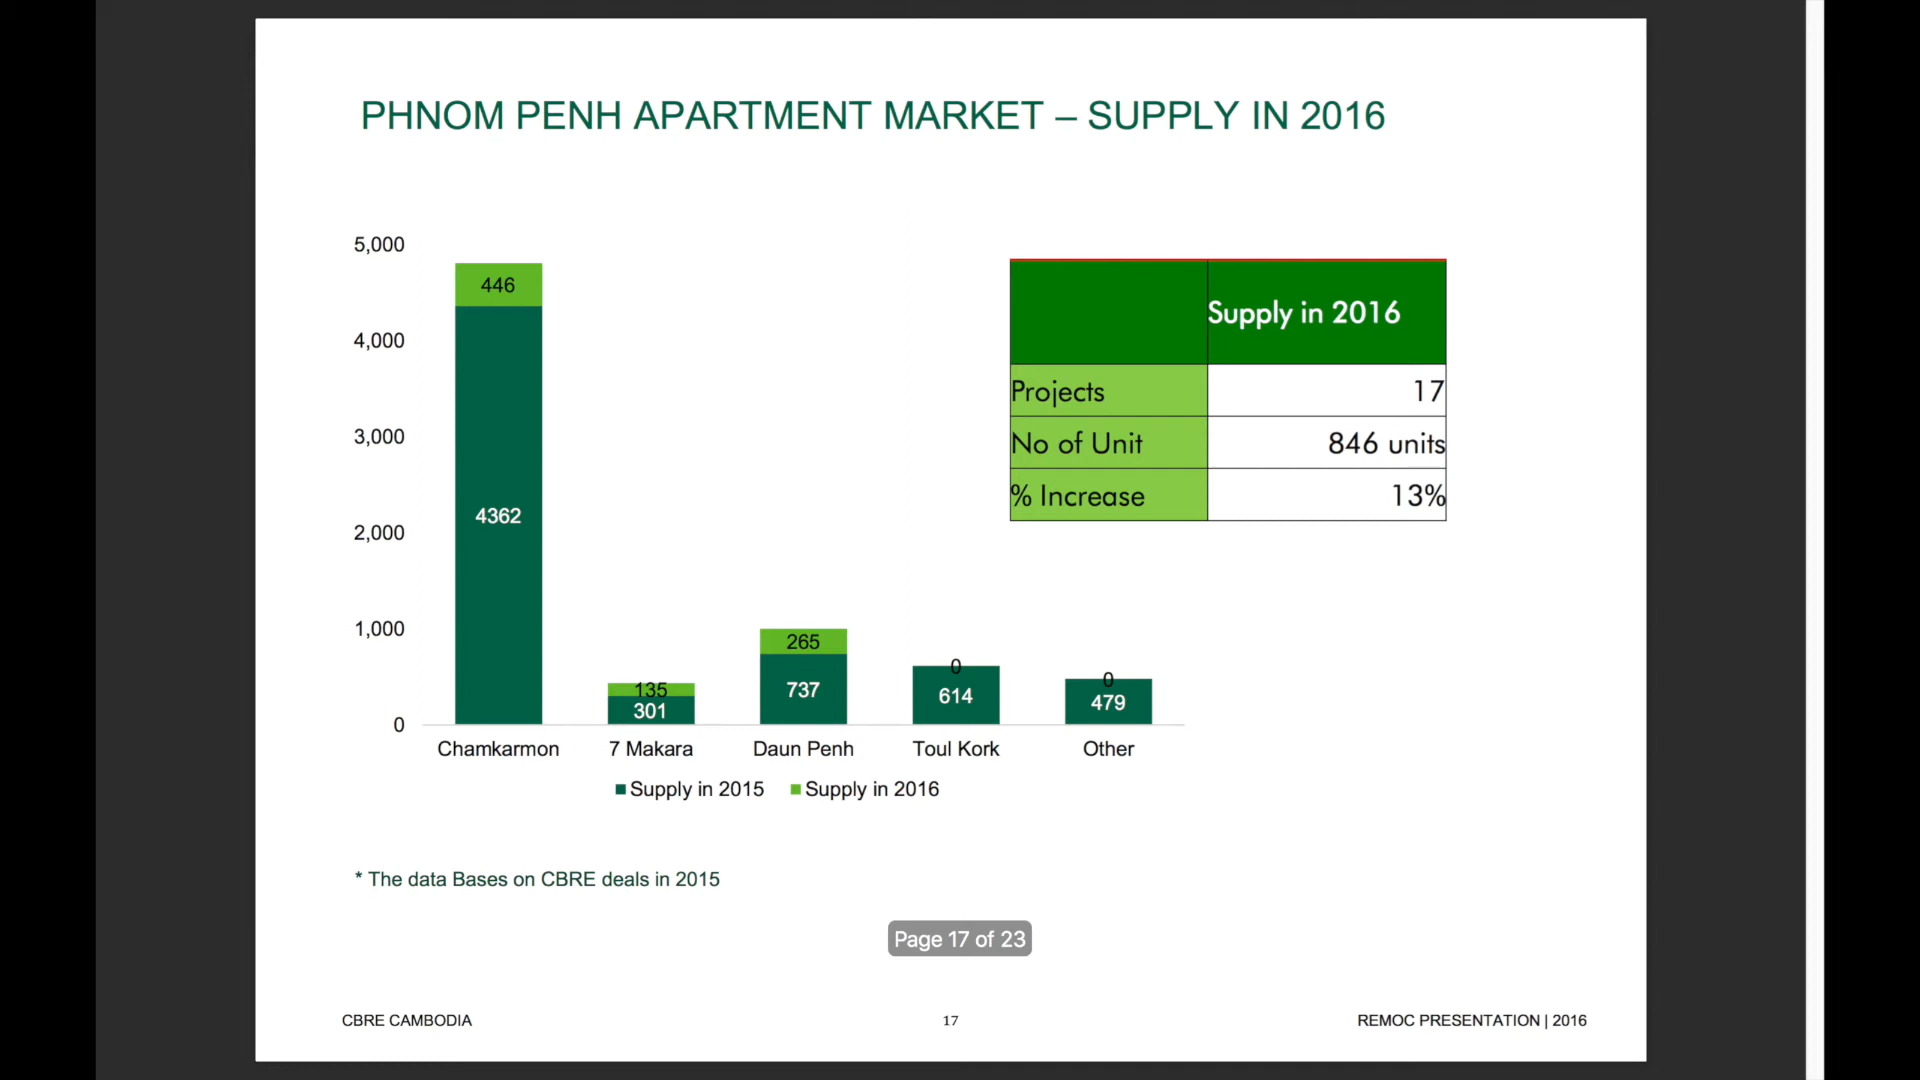 PHNOM PENH APARTMENT MARKET – SUPPLY IN 2016
5,000
4,000
3,000
2,000
1,000
0
446
4362
135
301
265
737
0
614
0
479
Chamkarmon 7 Makara Daun Penh Toul Kork Other
Supply in 2015 Supply in 2016
Supply in 2016
Projects 17
No of Unit 846 units
% Increase 13%
* The data Bases on CBRE deals in 2015
Page 17 of 23
CBRE CAMBODIA 17 REMOC PRESENTATION | 2016